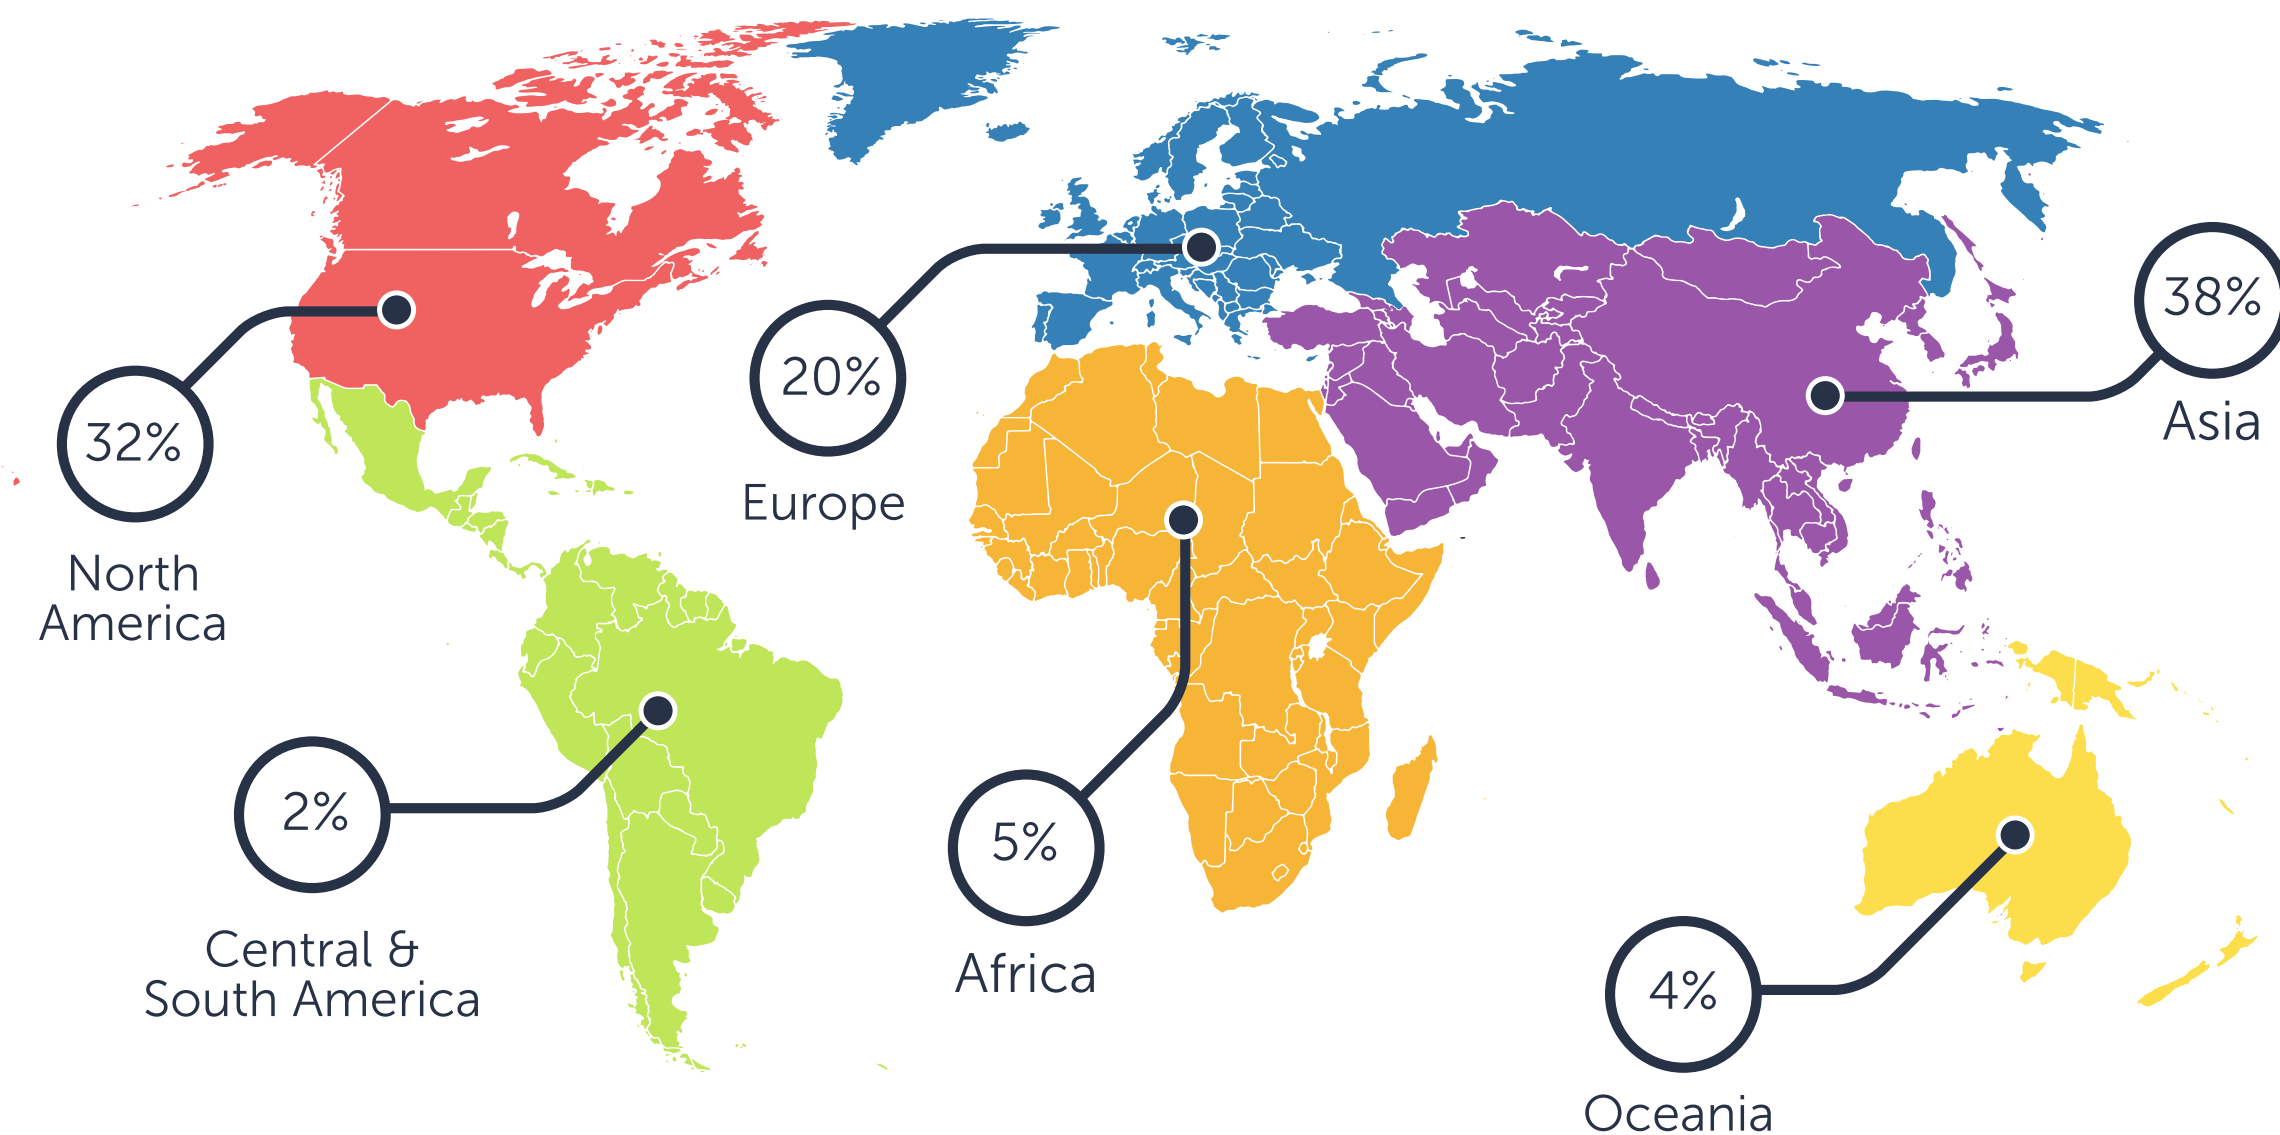 32%
North
America
20%
Europe
38%
Asia
2%
Central &
South America
5%
Africa
4%
Oceania